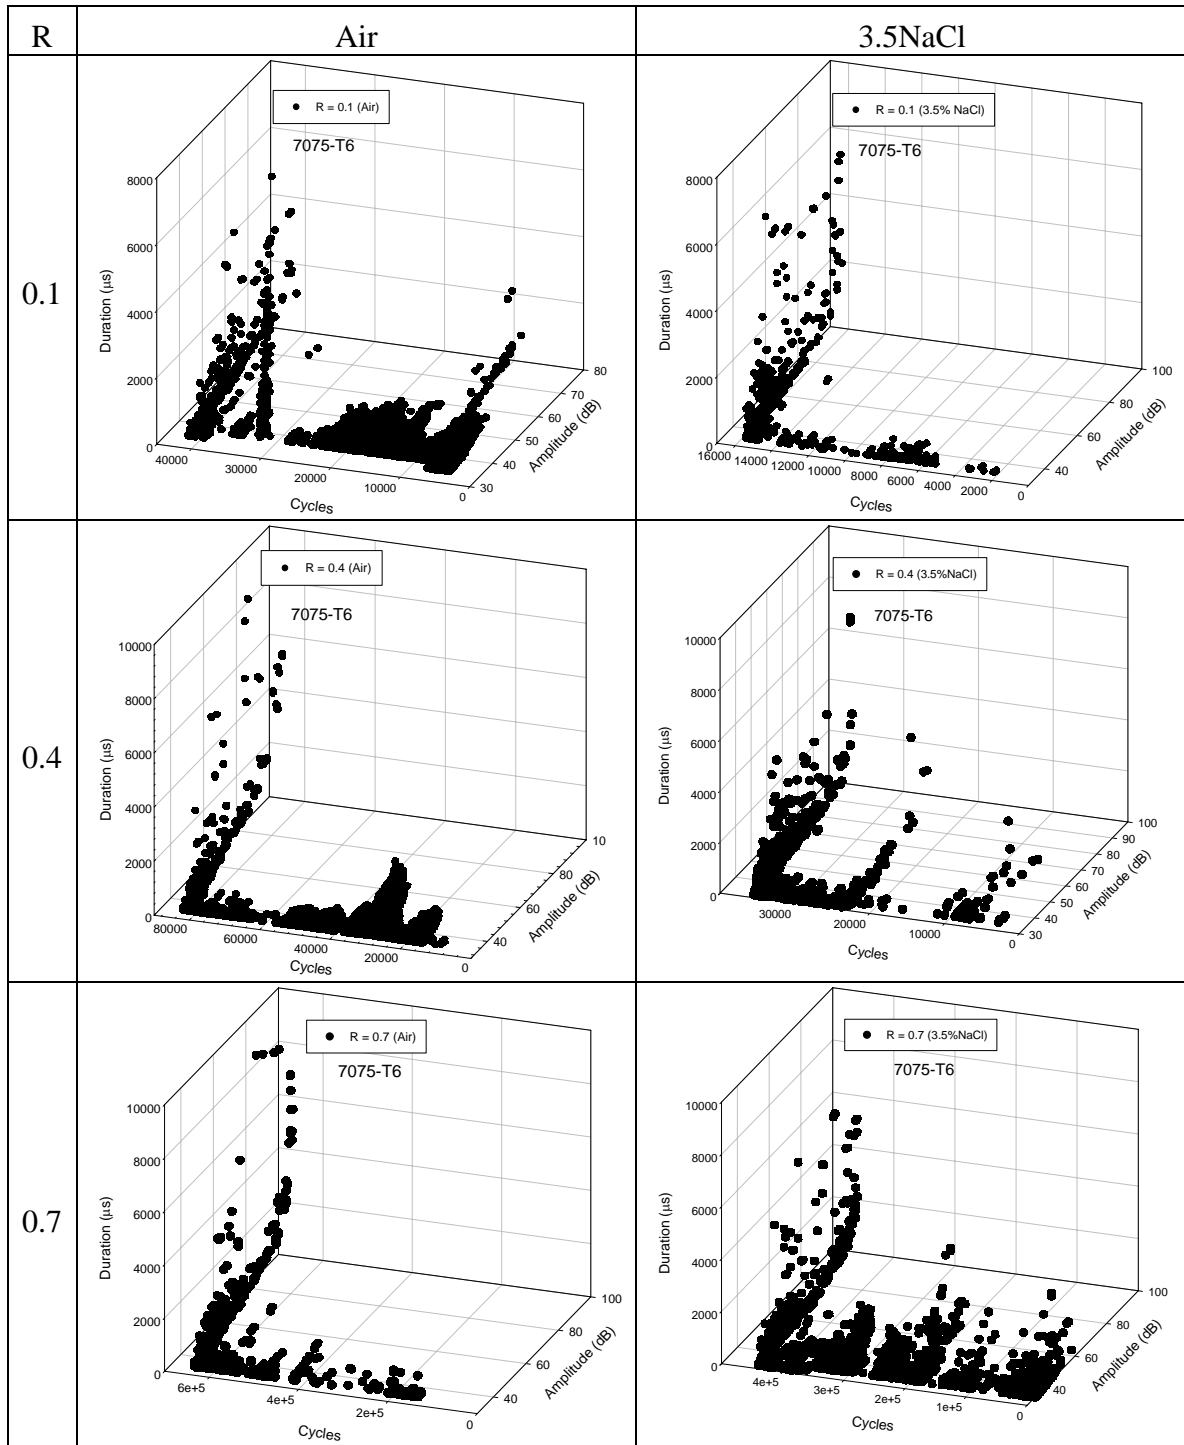 R Air 3.5NaCl
0.1
R = 0.1 (Air)
7075-T6
8000
6000
4000
2000
0
Duration (µs)
40000 30000 20000 10000 0
Cycles
80
70
60
50
40
30
Amplitude (dB)
R = 0.1 (3.5% NaCl)
7075-T6
8000
6000
4000
2000
0
Duration (µs)
16000 14000 12000 10000 8000 6000 4000 2000 0
Cycles
100
80
60
40
Amplitude (dB)
0.4
R = 0.4 (Air)
7075-T6
10000
8000
6000
4000
2000
0
Duration (µs)
80000 60000 40000 20000 0
Cycles
10
80
60
40
Amplitude (dB)
R = 0.4 (3.5%NaCl)
7075-T6
10000
8000
6000
4000
2000
0
Duration (µs)
30000 20000 10000 0
Cycles
100
90
80
70
60
50
40
30
Amplitude (dB)
0.7
R = 0.7 (Air)
7075-T6
10000
8000
6000
4000
2000
0
Duration (µs)
6e+5 4e+5 2e+5 0
Cycles
100
80
60
40
Amplitude (dB)
R = 0.7 (3.5%NaCl)
7075-T6
10000
8000
6000
4000
2000
0
Duration (µs)
4e+5 3e+5 2e+5 1e+5 0
Cycles
100
80
60
40
Amplitude (dB)